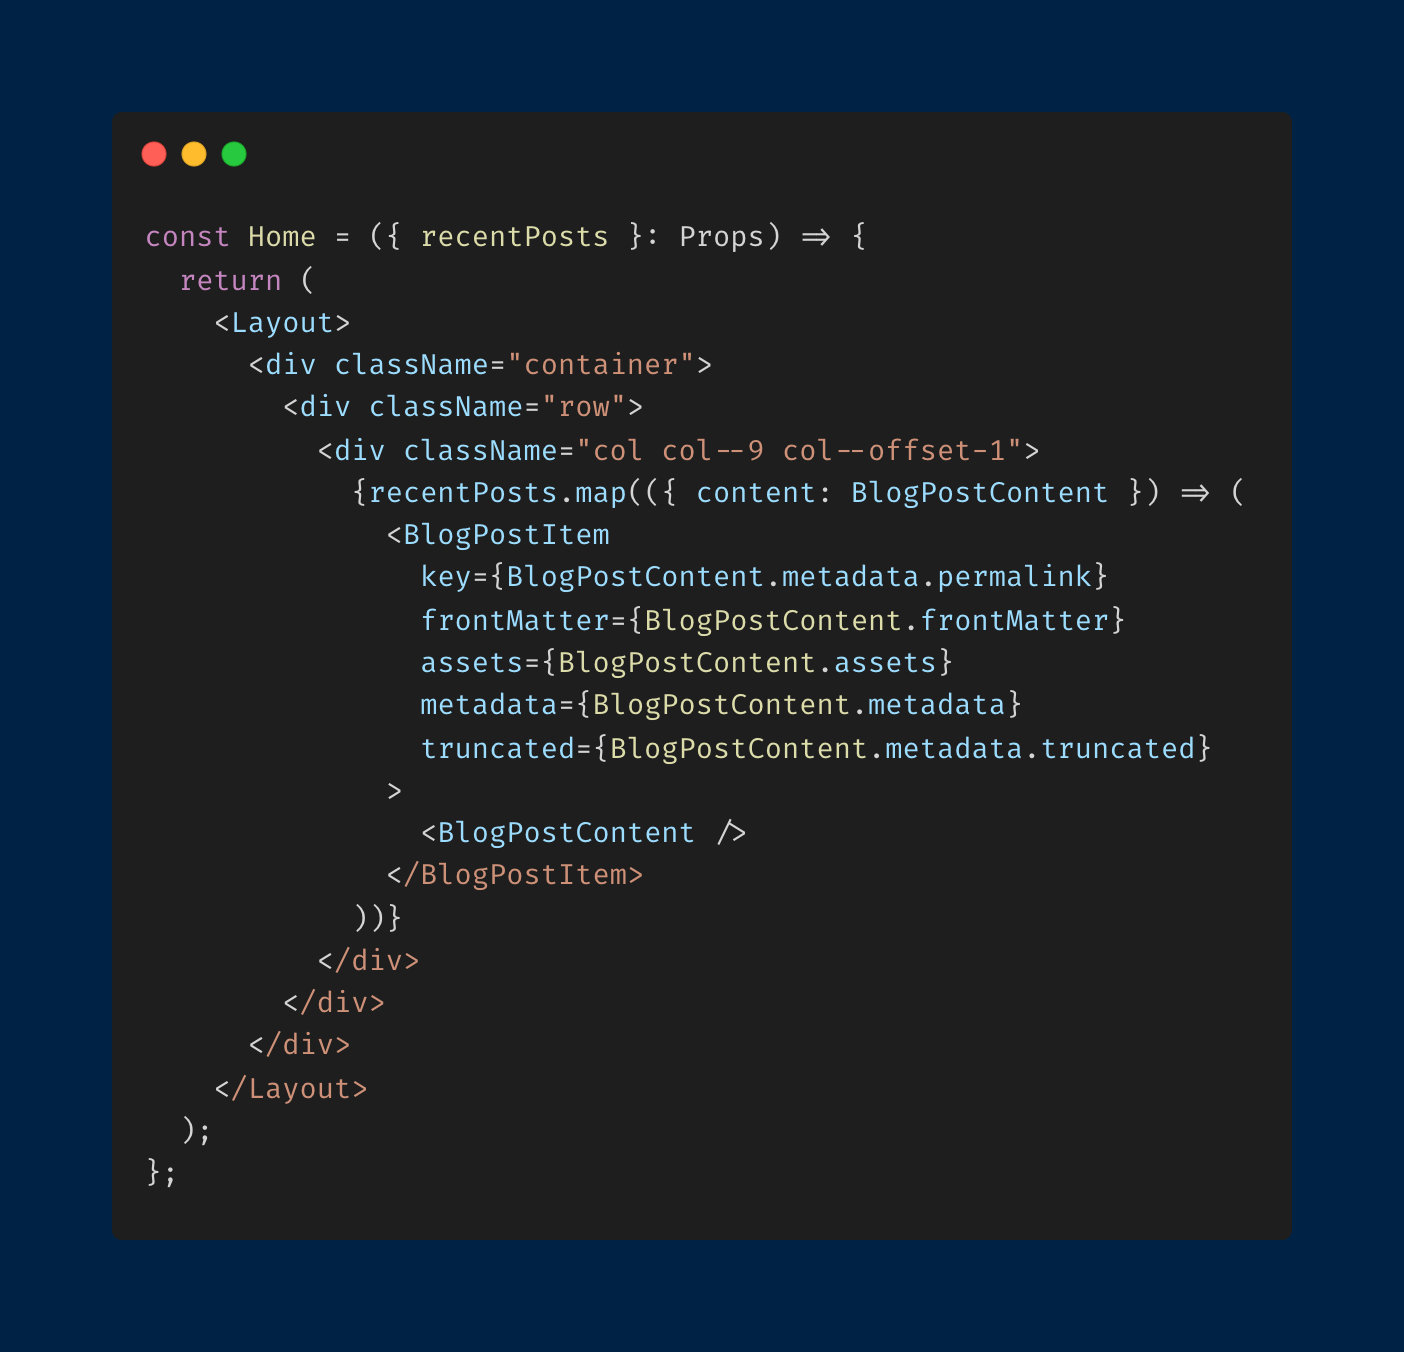 const Home = ({ recentPosts }: Props) => {
  return (
    <Layout>
      <div className="container">
        <div className="row">
          <div className="col col--9 col--offset-1">
            {recentPosts.map(({ content: BlogPostContent }) => (
              <BlogPostItem
                key={BlogPostContent.metadata.permalink}
                frontMatter={BlogPostContent.frontMatter}
                assets={BlogPostContent.assets}
                metadata={BlogPostContent.metadata}
                truncated={BlogPostContent.metadata.truncated}
              >
                <BlogPostContent />
              </BlogPostItem>
            ))}
          </div>
        </div>
      </div>
    </Layout>
  );
};